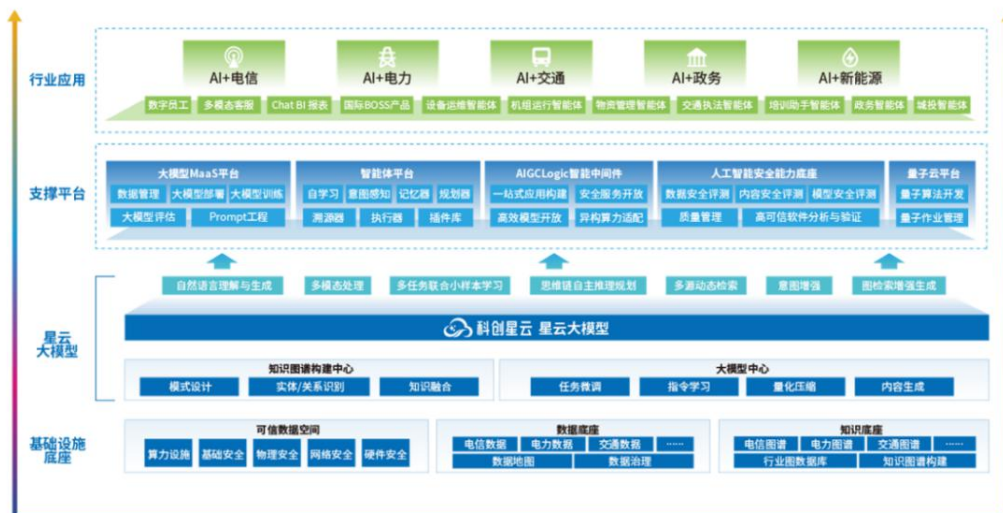 行业应用
AI+电信
AI+电力
AI+交通
AI+政务
AI+新能源
数字员工 多模态客服 Chat BI 报表 国际BOSS产品 设备运维智能体 机组运行智能体 物资管理智能体 交通执法智能体 培训助手智能体 政务智能体 城投智能体
支撑平台
大模型MaaS平台
数据管理 大模型部署 大模型训练
大模型评估 Prompt工程
智能体平台
自学习 意图感知 记忆器 规划器
溯源器 执行器 插件库
AIGCLogic智能中间件
一站式应用构建 安全服务开放
高效模型开放 异构算力适配
人工智能安全能力底座
数据安全评测 内容安全评测 模型安全评测
质量管理 高可信软件分析与验证
量子云平台
量子算法开发
量子作业管理
自然语言理解与生成 多模态处理 多任务联合小样本学习 思维链自主推理规划 多源动态检索 意图增强 图检索增强生成
星云
大模型
科创星云 星云大模型
知识图谱构建中心
模式设计 实体/关系识别 知识融合
大模型中心
任务微调 指令学习 量化压缩 内容生成
基础设施
底座
可信数据空间
算力设施 基础安全 物理安全 网络安全 硬件安全
数据底座
电信数据 电力数据 交通数据 ……
数据地图 数据治理
知识底座
电信图谱 电力图谱 交通图谱 ……
行业图数据库 知识图谱构建